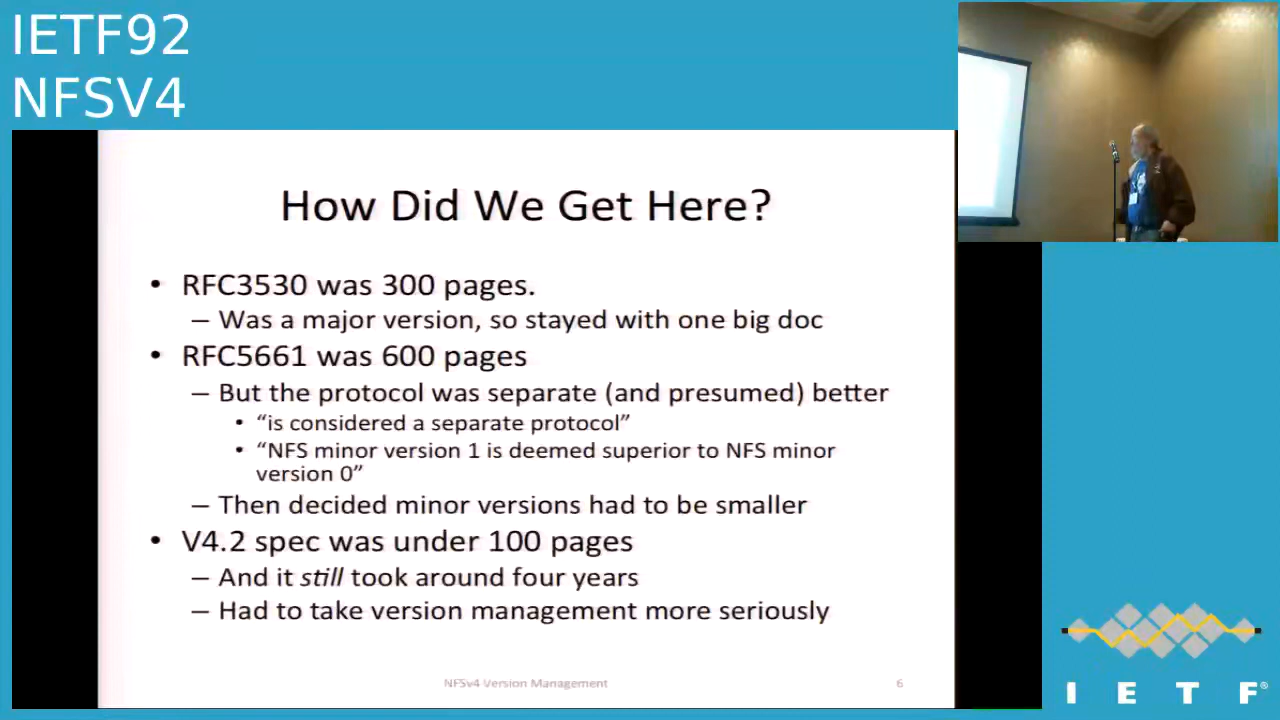 IETF92
NFSV4
How Did We Get Here?
• RFC3530 was 300 pages.
– Was a major version, so stayed with one big doc
• RFC5661 was 600 pages
– But the protocol was separate (and presumed) better
• “is considered a separate protocol”
• “NFS minor version 1 is deemed superior to NFS minor
version 0”
– Then decided minor versions had to be smaller
• V4.2 spec was under 100 pages
– And it still took around four years
– Had to take version management more seriously
NFSv4 Version Management
6
I E T F®